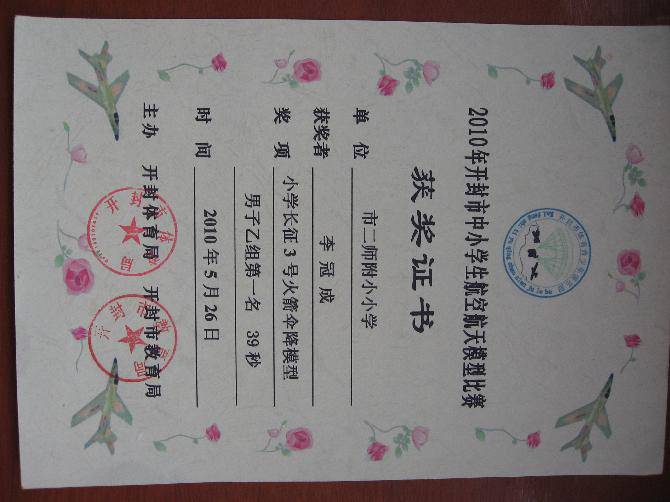 2010年开封市中小学生航空航天模型比赛
获奖证书
单 位 市二师附小小学
获奖者 李冠成
奖 项 小学长征3号火箭伞降模型
男子乙组第一名 39秒
时 间 2010年5月26日
主办 开封体育局 开封市教育局